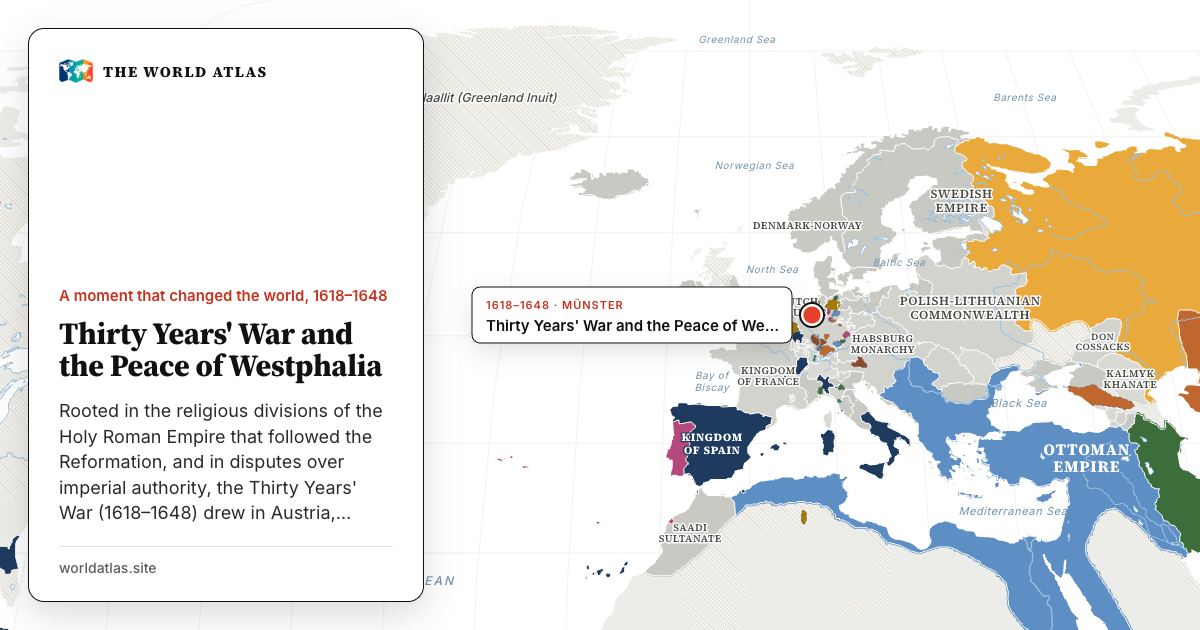 THE WORLD ATLAS
A moment that changed the world, 1618–1648
Thirty Years' War and
the Peace of Westphalia
Rooted in the religious divisions of the
Holy Roman Empire that followed the
Reformation, and in disputes over
imperial authority, the Thirty Years'
War (1618–1648) drew in Austria,...
worldatlas.site
Greenland Sea
laallit (Greenland Inuit)
Barents Sea
Norwegian Sea
SWEDISH
EMPIRE
DENMARK-NORWAY
North Sea
Baltic Sea
1618–1648 · MÜNSTER
Thirty Years' War and the Peace of We...
POLISH-LITHUANIAN
COMMONWEALTH
HABSBURG
MONARCHY
DON
COSSACKS
KINGDOM
OF FRANCE
KALMYK
KHANATE
Bay of
Biscay
Black Sea
KINGDOM
OF SPAIN
OTTOMAN
EMPIRE
Mediterranean Sea
SAADI
SULTANATE
EAN